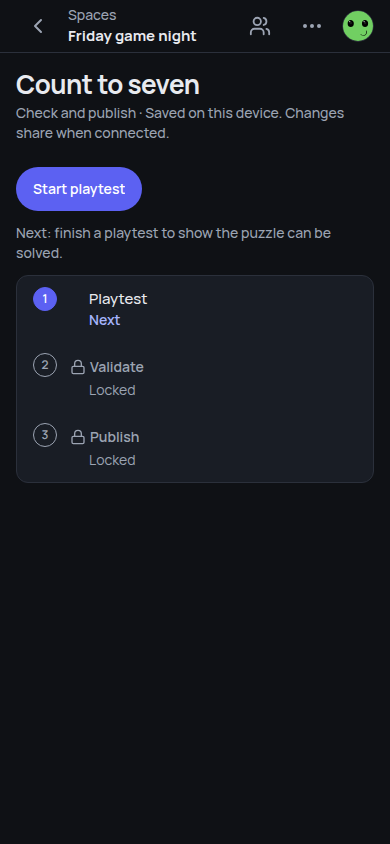 Spaces
Friday game night
Count to seven
Check and publish · Saved on this device. Changes
share when connected.
Start playtest
Next: finish a playtest to show the puzzle can be
solved.
1 Playtest
Next
2 Validate
Locked
3 Publish
Locked